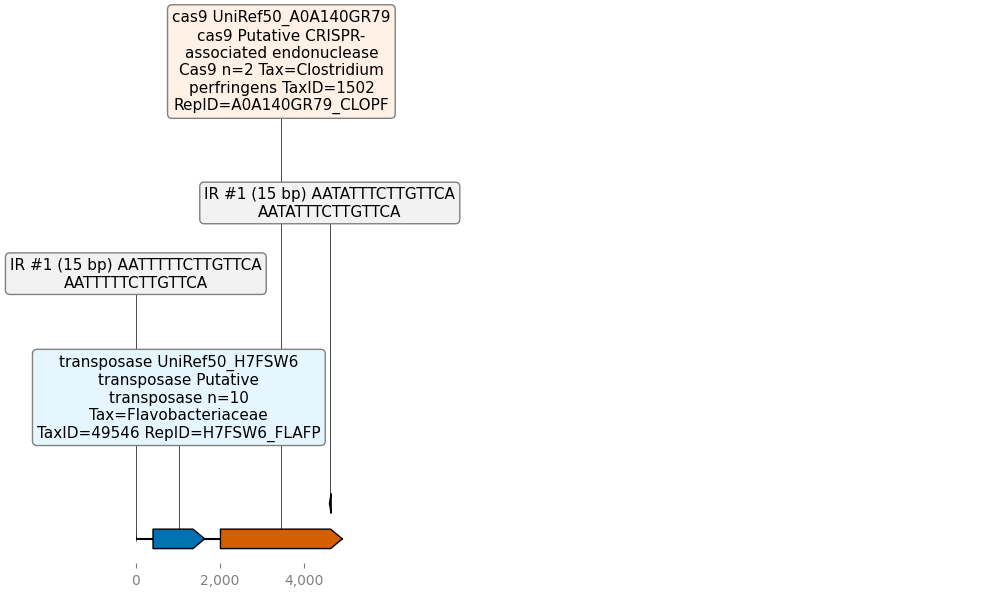 cas9 UniRef50_A0A140GR79
cas9 Putative CRISPR-
associated endonuclease
Cas9 n=2 Tax=Clostridium
perfringens TaxID=1502
RepID=A0A140GR79_CLOPF
IR #1 (15 bp) AATATTTCTTGTTCA
AATATTTCTTGTTCA
IR #1 (15 bp) AATTTTTCTTGTTCA
AATTTTTCTTGTTCA
transposase UniRef50_H7FSW6
transposase Putative
transposase n=10
Tax=Flavobacteriaceae
TaxID=49546 RepID=H7FSW6_FLAFP
0 2,000 4,000